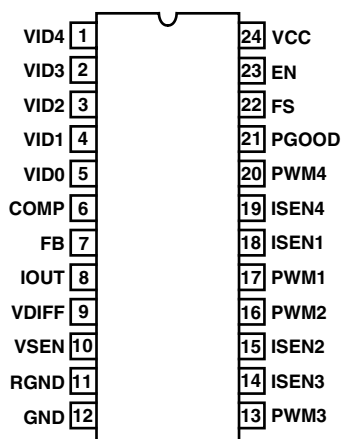 VID4 1 24 VCC
VID3 2 23 EN
VID2 3 22 FS
VID1 4 21 PGOOD
VID0 5 20 PWM4
COMP 6 19 ISEN4
FB 7 18 ISEN1
IOUT 8 17 PWM1
VDIFF 9 16 PWM2
VSEN 10 15 ISEN2
RGND 11 14 ISEN3
GND 12 13 PWM3